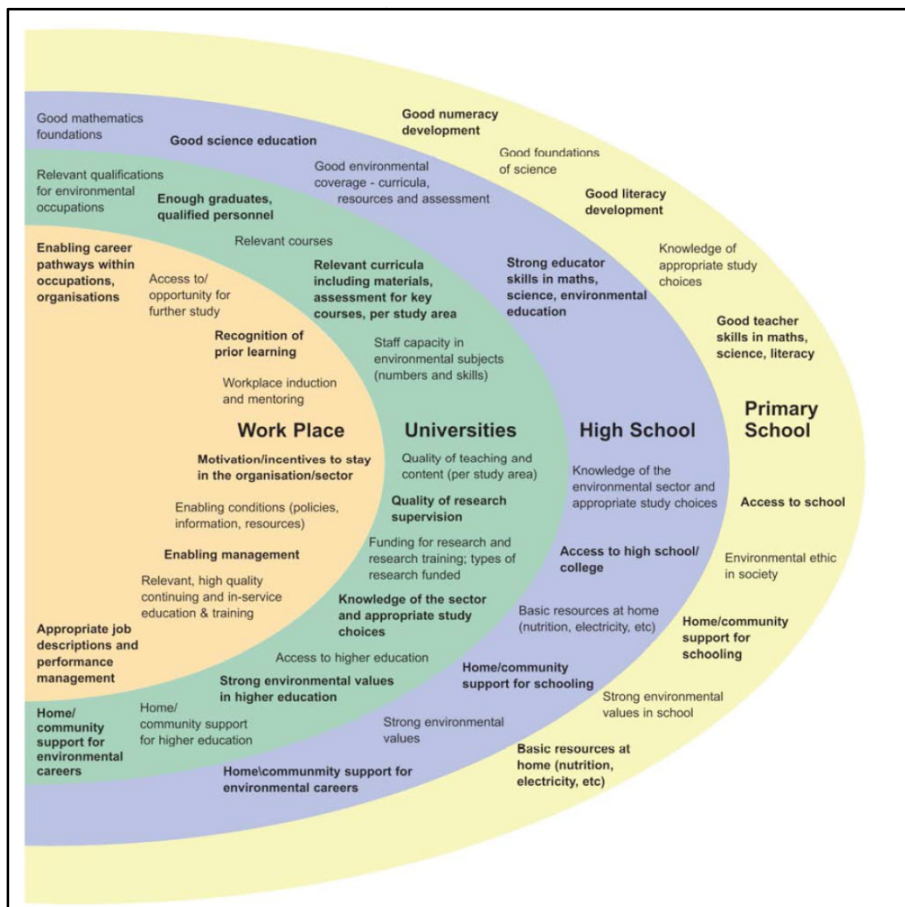 Good mathematics
foundations
Good science education
Good numeracy
development
Good environmental
coverage - curricula,
resources and assessment
Good foundations
of science
Relevant qualifications
for environmental
occupations
Enough graduates,
qualified personnel
Good literacy
development
Relevant courses
Enabling career
pathways within
occupations,
organisations
Access to/
opportunity for
further study
Relevant curricula
including materials,
assessment for key
courses, per study area
Strong educator
skills in maths,
science, environmental
education
Knowledge of
appropriate study
choices
Recognition of
prior learning
Staff capacity in
environmental subjects
(numbers and skills)
Good teacher
skills in maths,
science, literacy
Workplace induction
and mentoring
Work Place
Universities
High School
Primary
School
Motivation/incentives to stay
in the organisation/sector
Quality of teaching and
content (per study area)
Knowledge of the
environmental sector and
appropriate study choices
Enabling conditions (policies,
information, resources)
Quality of research
supervision
Access to school
Enabling management
Funding for research and
research training; types of
research funded
Access to high school/
college
Environmental ethic
in society
Relevant, high quality
continuing and in-service
education & training
Knowledge of the sector
and appropriate study
choices
Basic resources at home
(nutrition, electricity, etc)
Home/community
support for
schooling
Appropriate job
descriptions and
performance
management
Access to higher education
Strong environmental values
in higher education
Home/community
support for schooling
Strong environmental
values in school
Home/
community
support for
environmental
careers
Home/
community support
for higher education
Strong environmental
values
Home\communmity support for
environmental careers
Basic resources at
home (nutrition,
electricity, etc)